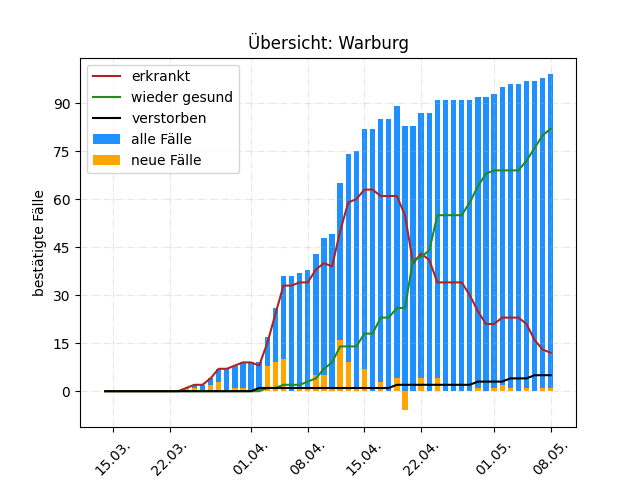 Übersicht: Warburg
erkrankt
wieder gesund
verstorben
alle Fälle
neue Fälle
bestätigte Fälle
90
75
60
45
30
15
0
15.03.
22.03.
01.04.
08.04.
15.04.
22.04.
01.05.
08.05.